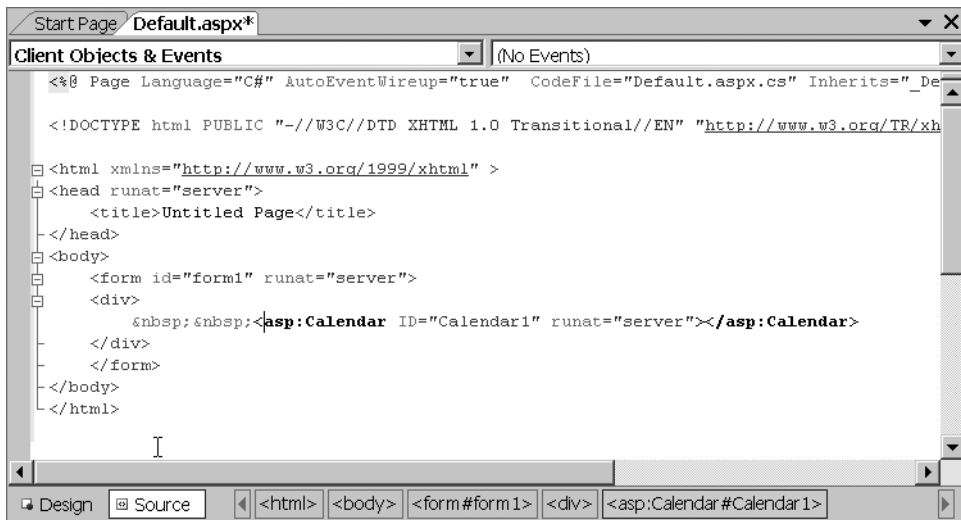 Start Page Default.aspx*
Client Objects & Events (No Events)
<%@ Page Language="C#" AutoEventWireup="true" CodeFile="Default.aspx.cs" Inherits="_De
<!DOCTYPE html PUBLIC "-//W3C//DTD XHTML 1.0 Transitional//EN" "http://www.w3.org/TR/xh
<html xmlns="http://www.w3.org/1999/xhtml" >
<head runat="server">
<title>Untitled Page</title>
</head>
<body>
<form id="form1" runat="server">
<div>
&nbsp;&nbsp;<asp:Calendar ID="Calendar1" runat="server"></asp:Calendar>
</div>
</form>
</body>
</html>
Design Source <html> <body> <form#form1> <div> <asp:Calendar#Calendar1>